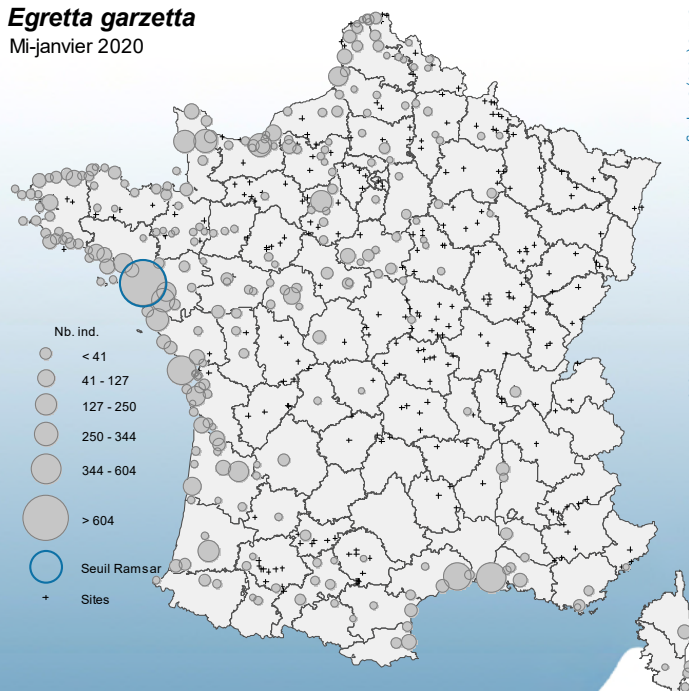 Egretta garzetta
Mi-janvier 2020
Nb. ind.
< 41
41 - 127
127 - 250
250 - 344
344 - 604
> 604
Seuil Ramsar
Sites